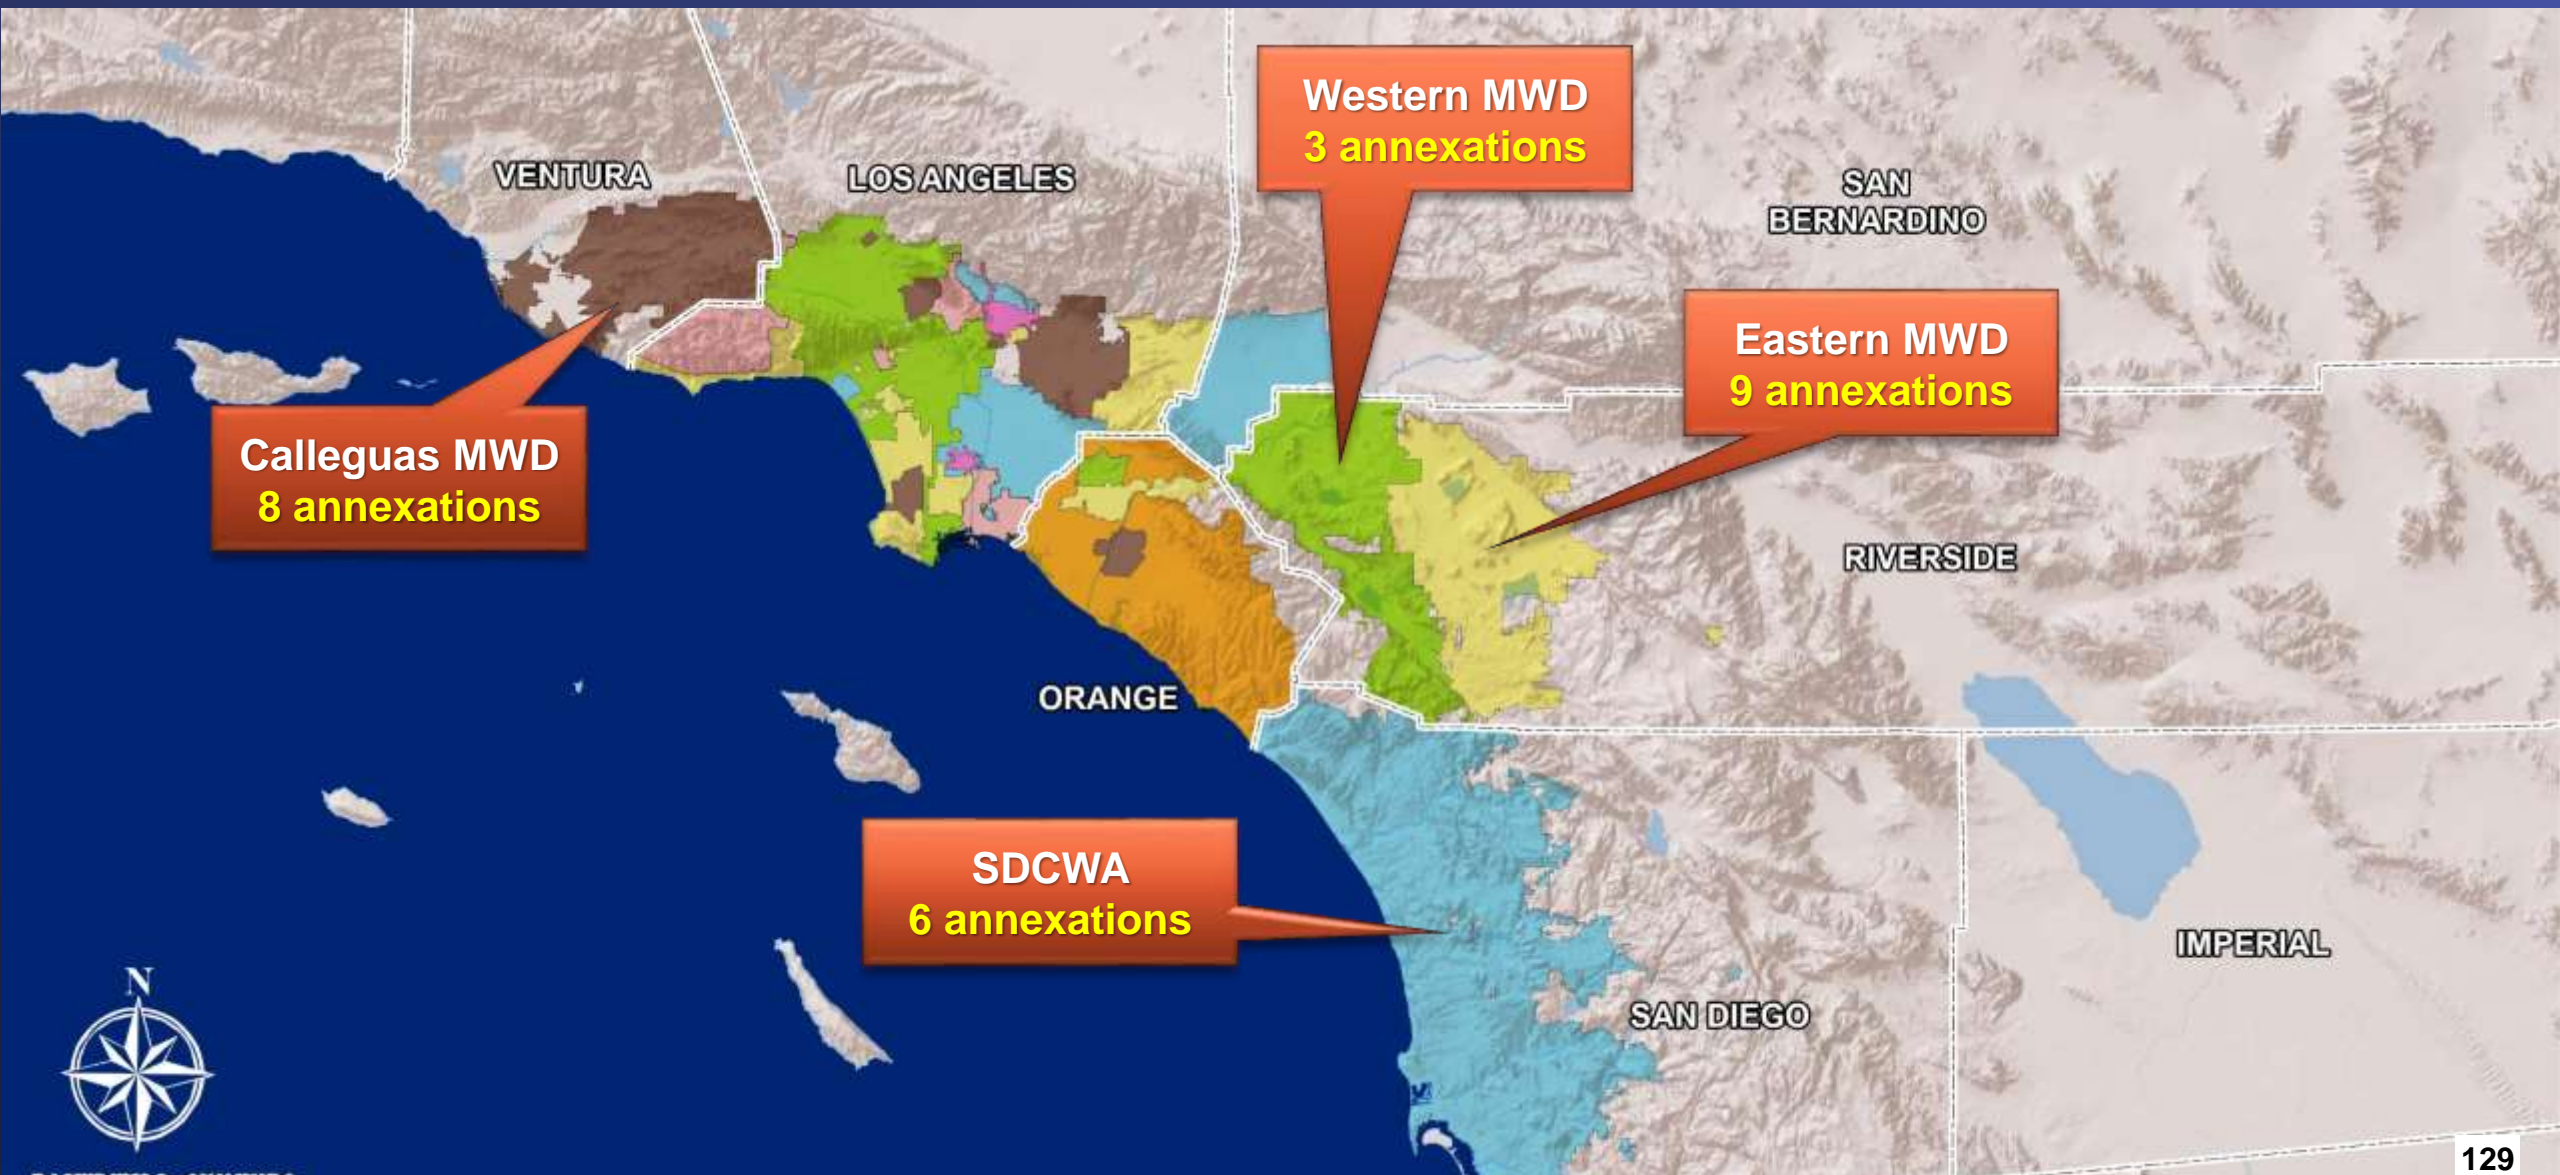 Western MWD
3 annexations
VENTURA
LOS ANGELES
SAN
BERNARDINO
Eastern MWD
9 annexations
Calleguas MWD
8 annexations
RIVERSIDE
ORANGE
SDCWA
6 annexations
IMPERIAL
SAN DIEGO
N
129